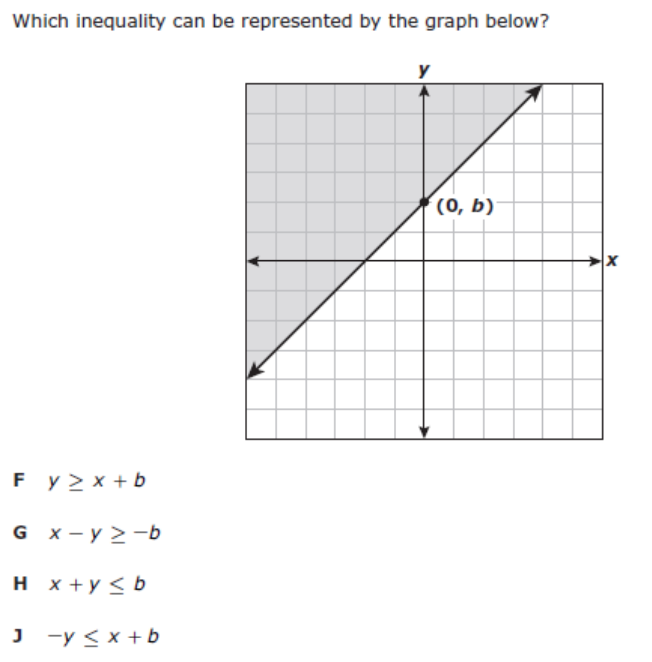 Which inequality can be represented by the graph below?
y
(0, b)
x
F y ≥ x + b
G x – y ≥ –b
H x + y ≤ b
J –y ≤ x + b